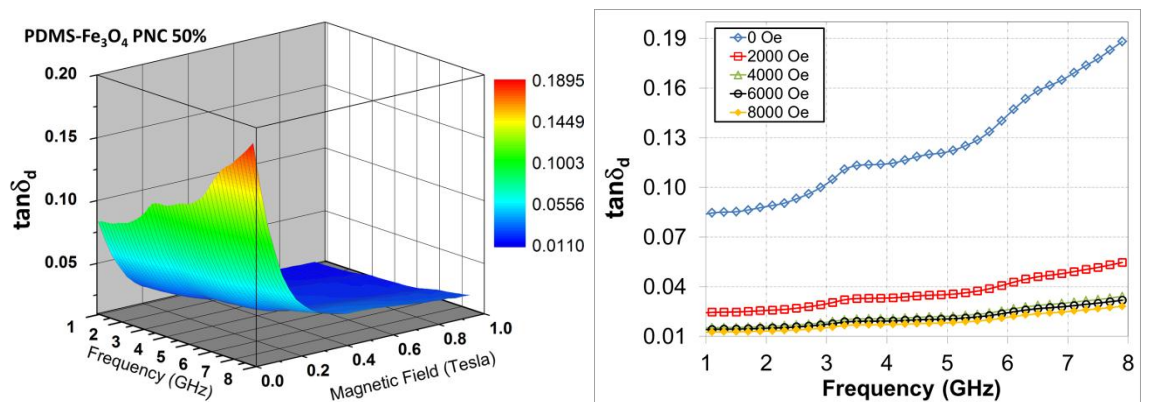 PDMS-Fe₃O₄ PNC 50%
0.20
0.15
0.10
0.05
tanδd
1 2 3 4 5 6 7 8
Frequency (GHz)
0.0 0.2 0.4 0.6 0.8 1.0
Magnetic Field (Tesla)
0.1895
0.1449
0.1003
0.0556
0.0110
0.19
0.16
0.13
0.10
0.07
0.04
0.01
tanδd
0 Oe
2000 Oe
4000 Oe
6000 Oe
8000 Oe
1 2 3 4 5 6 7 8
Frequency (GHz)